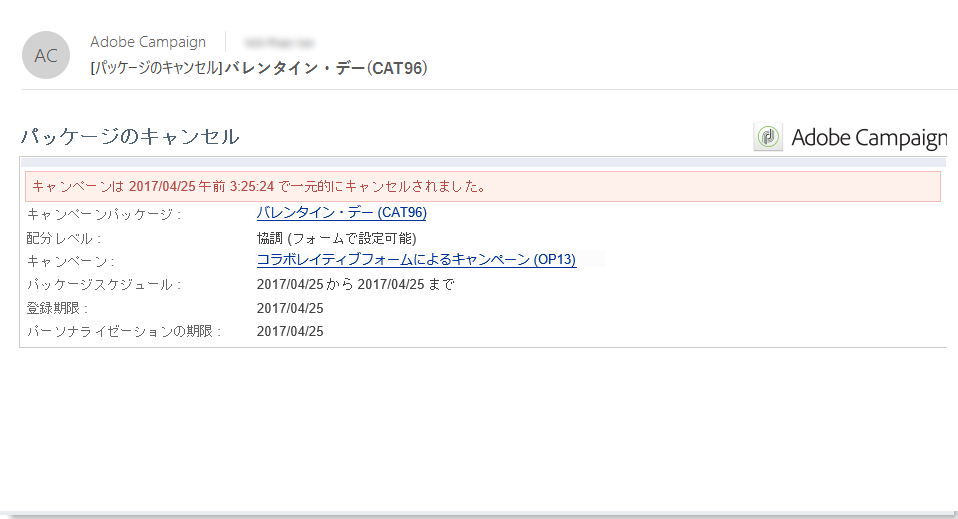 AC
Adobe Campaign
[パッケージのキャンセル] バレンタイン・デー(CAT96)
パッケージのキャンセル
Adobe Campaign
キャンペーンは 2017/04/25 午前 3:25:24 で一元的にキャンセルされました。
キャンペーンパッケージ : バレンタイン・デー (CAT96)
配分レベル : 協調 (フォームで設定可能)
キャンペーン : コラボレイティブフォームによるキャンペーン (OP13)
パッケージスケジュール : 2017/04/25 から 2017/04/25 まで
登録期限 : 2017/04/25
パーソナライゼーションの期限 : 2017/04/25